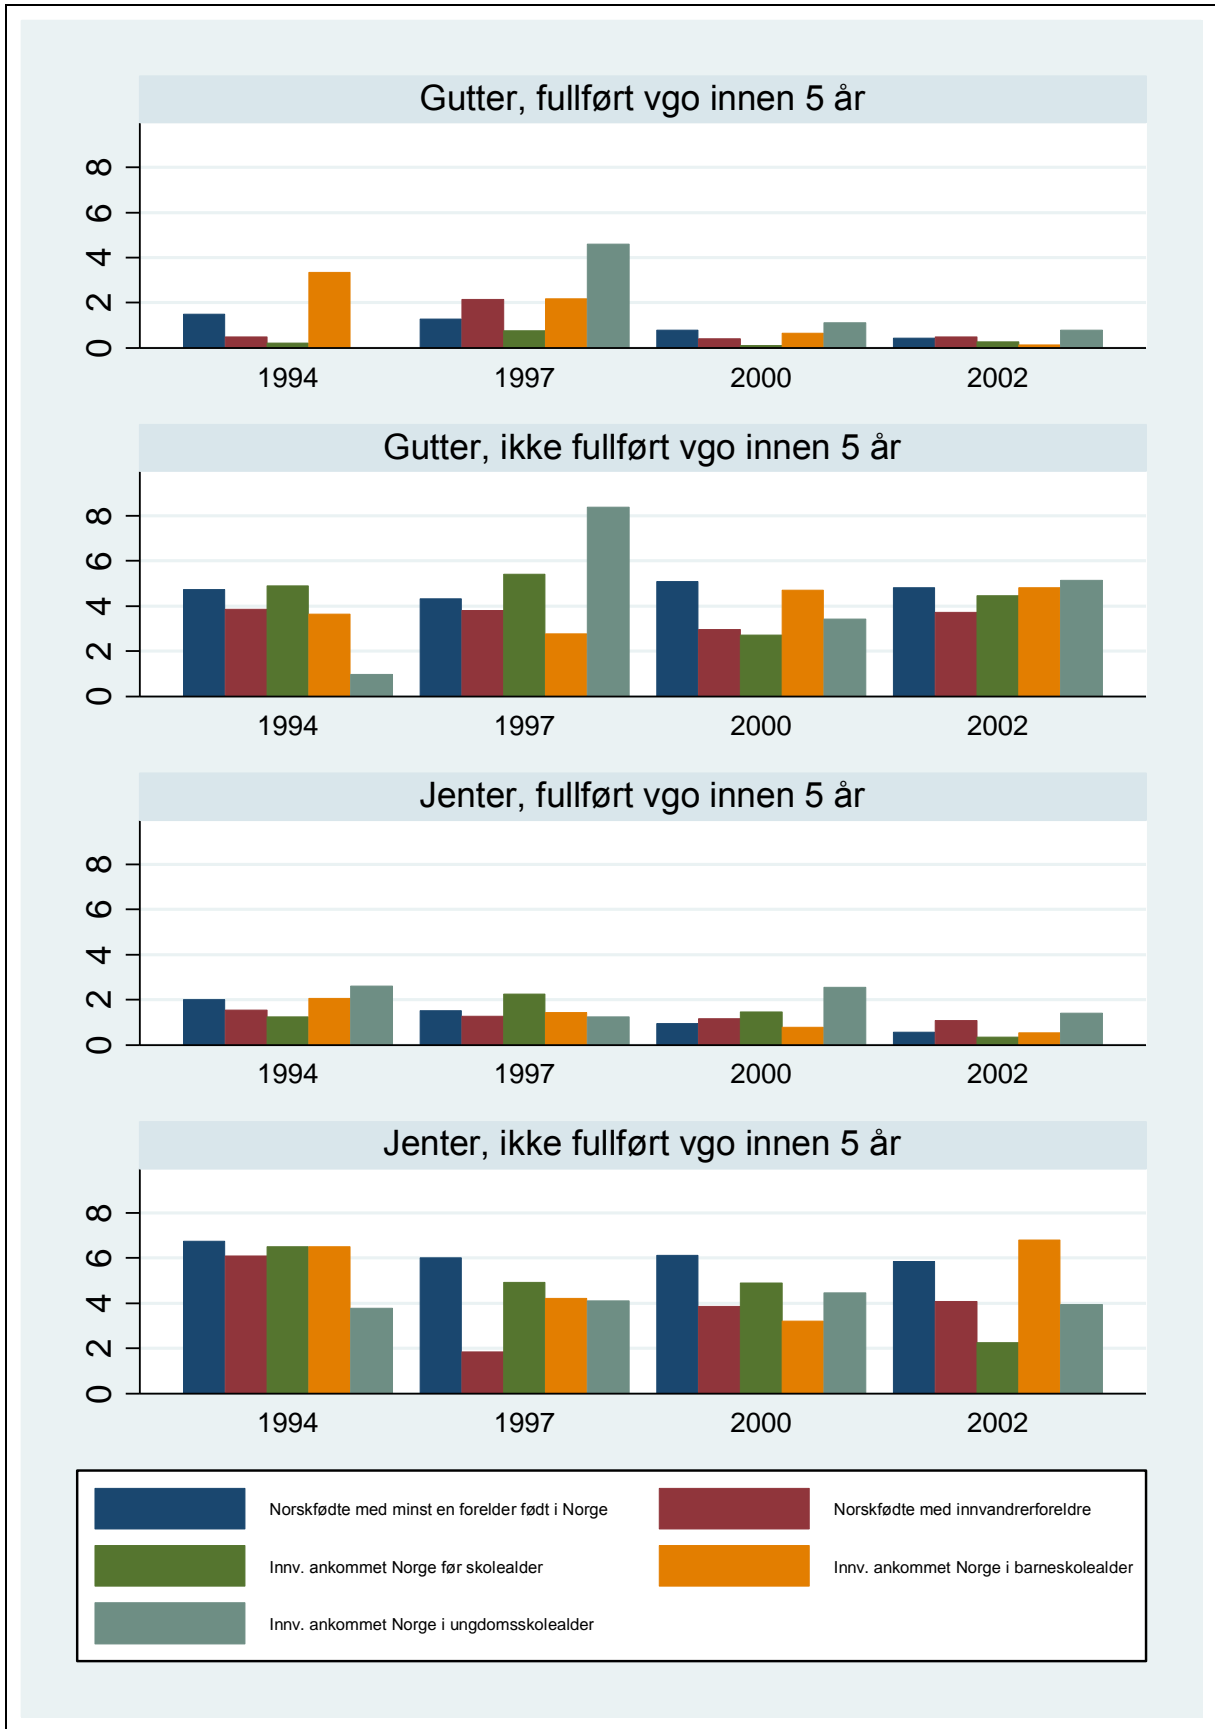 Gutter, fullført vgo innen 5 år
8
6
4
2
0
1994 1997 2000 2002
Gutter, ikke fullført vgo innen 5 år
8
6
4
2
0
1994 1997 2000 2002
Jenter, fullført vgo innen 5 år
8
6
4
2
0
1994 1997 2000 2002
Jenter, ikke fullført vgo innen 5 år
8
6
4
2
0
1994 1997 2000 2002
Norskfødte med minst en forelder født i Norge Norskfødte med innvandrerforeldre
Innv. ankommet Norge før skolealder Innv. ankommet Norge i barneskolealder
Innv. ankommet Norge i ungdomsskolealder